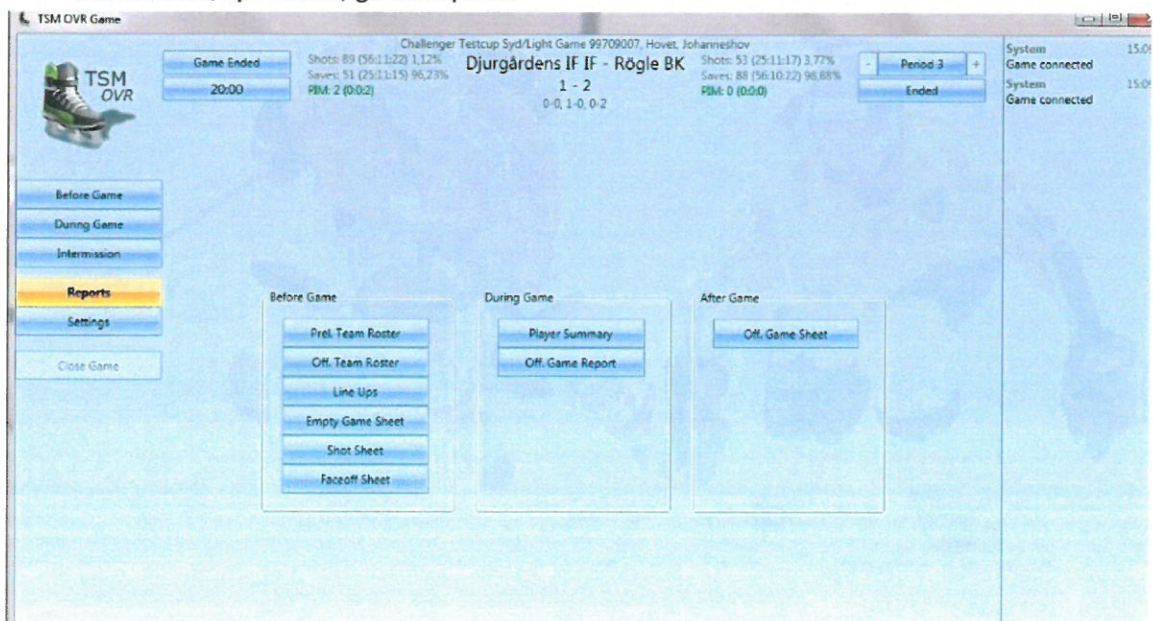 TSM OVR Game
Challenger Testcup Syd/Light Game 99709007, Hovet, Johanneshov
Game Ended
20:00
Shots: 89 (56:11:22) 1,12%
Saves: 51 (25:11:15) 96,23%
PIM: 2 (0:0:2)
Djurgårdens IF IF - Rögle BK
1 - 2
0-0, 1-0, 0-2
Shots: 53 (25:11:17) 3,77%
Saves: 88 (56:10:22) 98,88%
PIM: 0 (0:0:0)
- Period 3 +
Ended
System
Game connected
System
Game connected
TSM
OVR
Before Game
During Game
Intermission
Reports
Settings
Close Game
Before Game
Prel. Team Roster
Off. Team Roster
Line Ups
Empty Game Sheet
Shot Sheet
Faceoff Sheet
During Game
Player Summary
Off. Game Report
After Game
Off. Game Sheet